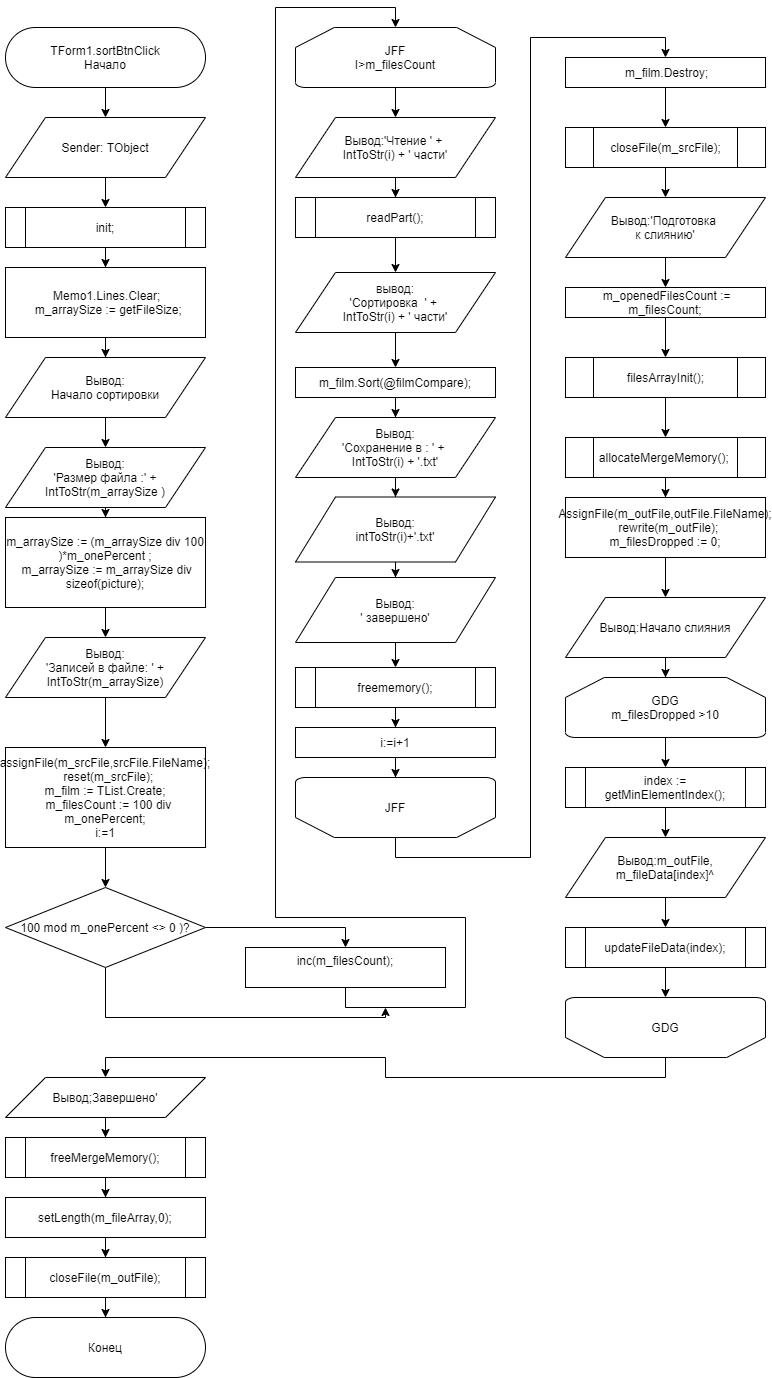 TForm1.sortBtnClick
Начало
Sender: TObject
init;
Memo1.Lines.Clear;
m_arraySize := getFileSize;
Вывод:
Начало сортировки
Вывод:
'Размер файла :' +
IntToStr(m_arraySize )
m_arraySize := (m_arraySize div 100
)*m_onePercent ;
m_arraySize := m_arraySize div
sizeof(picture);
Вывод:
'Записей в файле: ' +
IntToStr(m_arraySize)
assignFile(m_srcFile,srcFile.FileName);
reset(m_srcFile);
m_film := TList.Create;
m_filesCount := 100 div
m_onePercent;
i:=1
100 mod m_onePercent <> 0 )?
inc(m_filesCount);
JFF
I>m_filesCount
Вывод:'Чтение ' +
IntToStr(i) + ' части'
readPart();
вывод:
'Сортировка  ' +
IntToStr(i) + ' части'
m_film.Sort(@filmCompare);
Вывод:
'Сохранение в : ' +
IntToStr(i) + '.txt'
Вывод:
intToStr(i)+'.txt'
Вывод:
' завершено'
freememory();
i:=i+1
JFF
m_film.Destroy;
closeFile(m_srcFile);
Вывод:'Подготовка
к слиянию'
m_openedFilesCount :=
m_filesCount;
filesArrayInit();
allocateMergeMemory();
AssignFile(m_outFile,outFile.FileName);
rewrite(m_outFile);
m_filesDropped := 0;
Вывод:Начало слияния
GDG
m_filesDropped >10
index :=
getMinElementIndex();
Вывод:m_outFile,
m_fileData[index]^
updateFileData(index);
GDG
Вывод;Завершено'
freeMergeMemory();
setLength(m_fileArray,0);
closeFile(m_outFile);
Конец